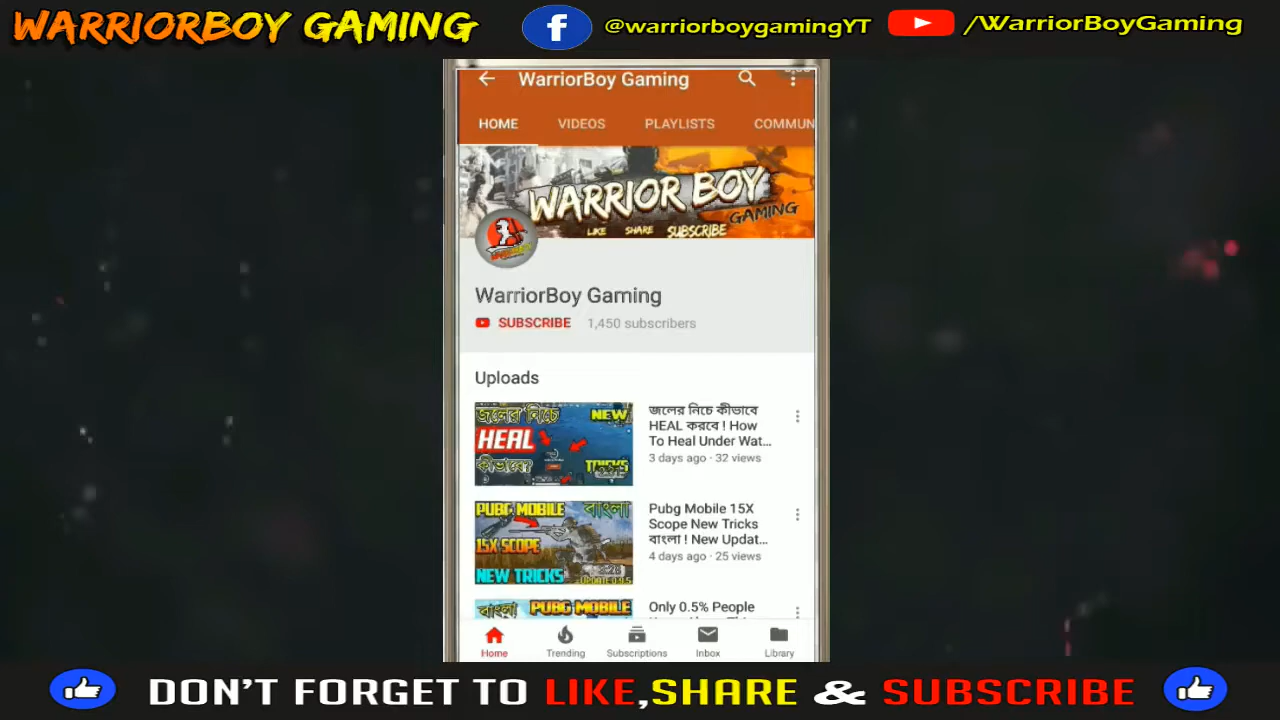 WARRIORBOY GAMING
f @warriorboygamingYT
/WarriorBoyGaming
WarriorBoy Gaming
HOME VIDEOS PLAYLISTS COMMUN
WARRIOR BOY
GAMING
LIKE SHARE SUBSCRIBE
WarriorBoy Gaming
SUBSCRIBE 1,450 subscribers
Uploads
জলের নিচে NEW
HEAL
কীভাবে? TRICKS
জলের নিচে কীভাবে
HEAL করবে ! How
To Heal Under Wat...
3 days ago · 32 views
PUBG MOBILE বাংলা
15X SCOPE
NEW TRICKS
Pubg Mobile 15X
Scope New Tricks
বাংলা ! New Updat...
4 days ago · 25 views
বাংলা PUBG MOBILE
Only 0.5% People
Home Trending Subscriptions Inbox Library
DON'T FORGET TO LIKE,SHARE & SUBSCRIBE